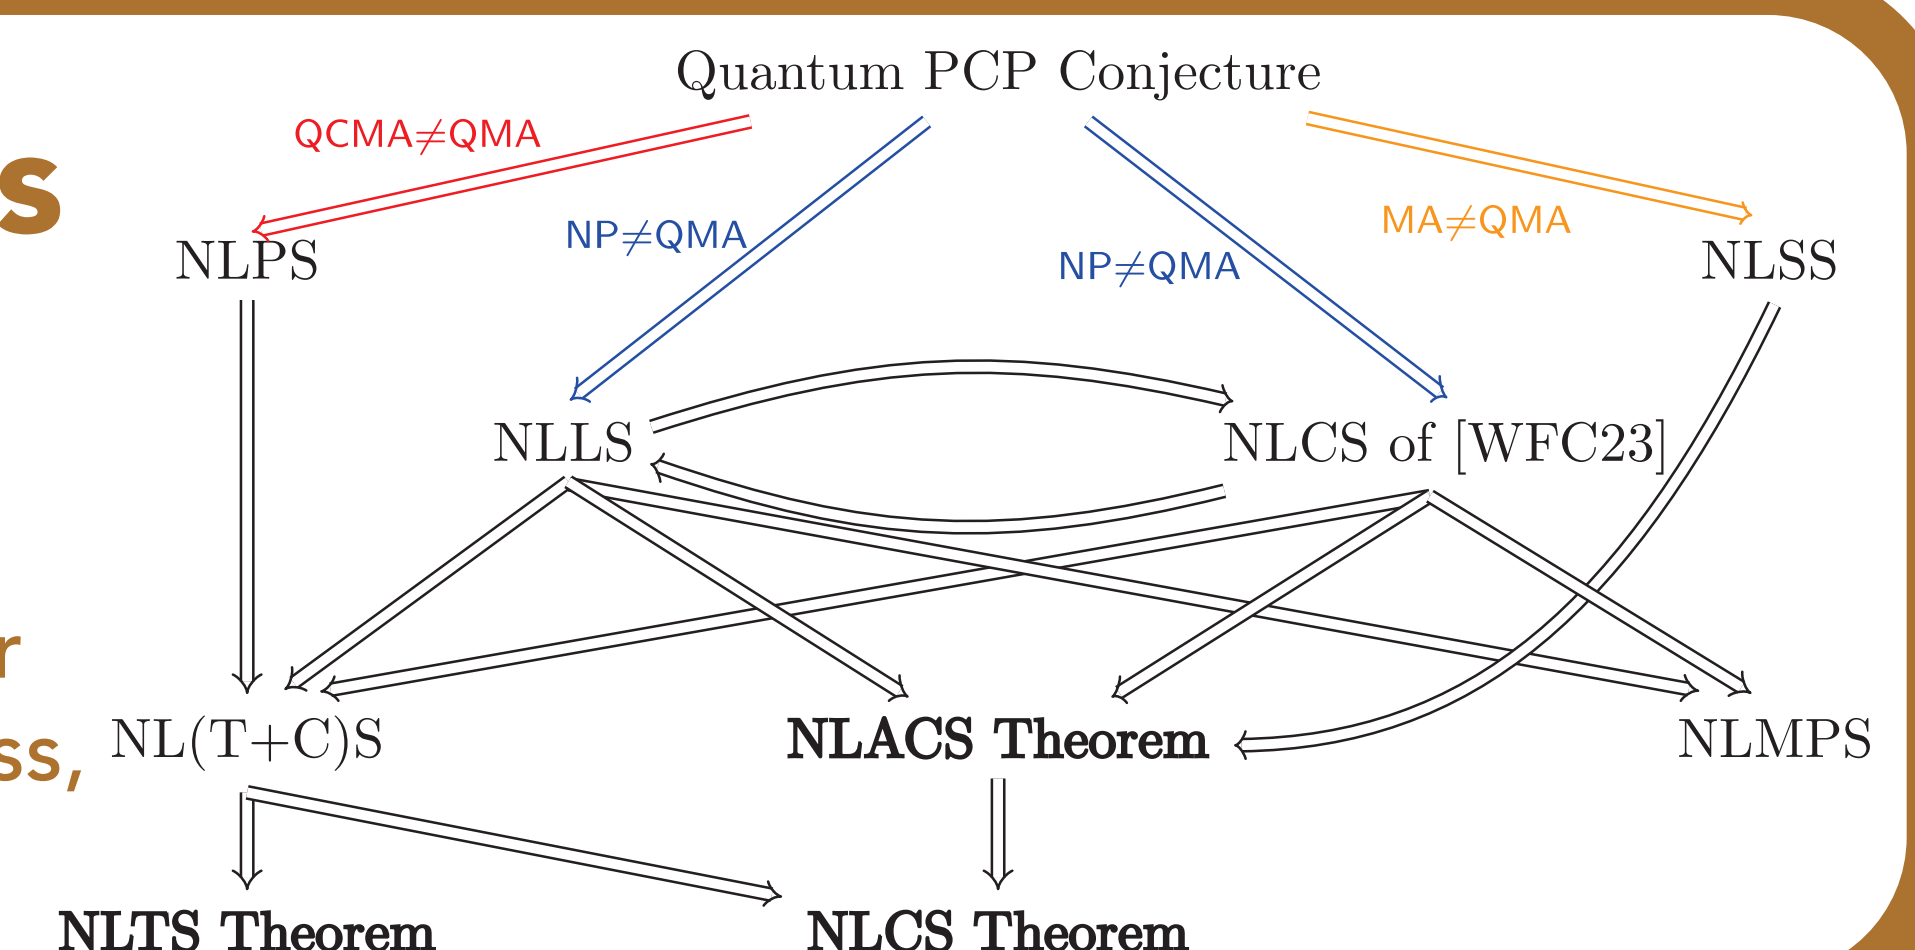 Quantum PCP Conjecture
QCMA≠QMA
s
MA≠QMA
NP≠QMA
NP≠QMA
NLPS
NLSS
NLLS
NLCS of [WFC23]
r
ss,
NL(T+C)S
NLACS Theorem
NLMPS
NLTS Theorem
NLCS Theorem